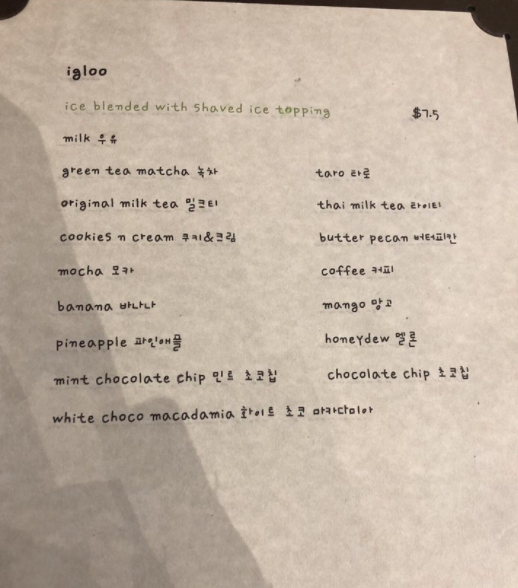 igloo
ice blended with shaved ice topping $7.5
milk 우유
green tea matcha 녹차 taro 타로
original milk tea 밀크티 thai milk tea 타이티
cookies n cream 쿠키&크림 butter pecan 버터피칸
mocha 모카 coffee 커피
banana 바나나 mango 망고
pineapple 파인애플 honeydew 멜론
mint chocolate chip 민트 초코칩 chocolate chip 초코칩
white choco macadamia 화이트 초코 마카다미아